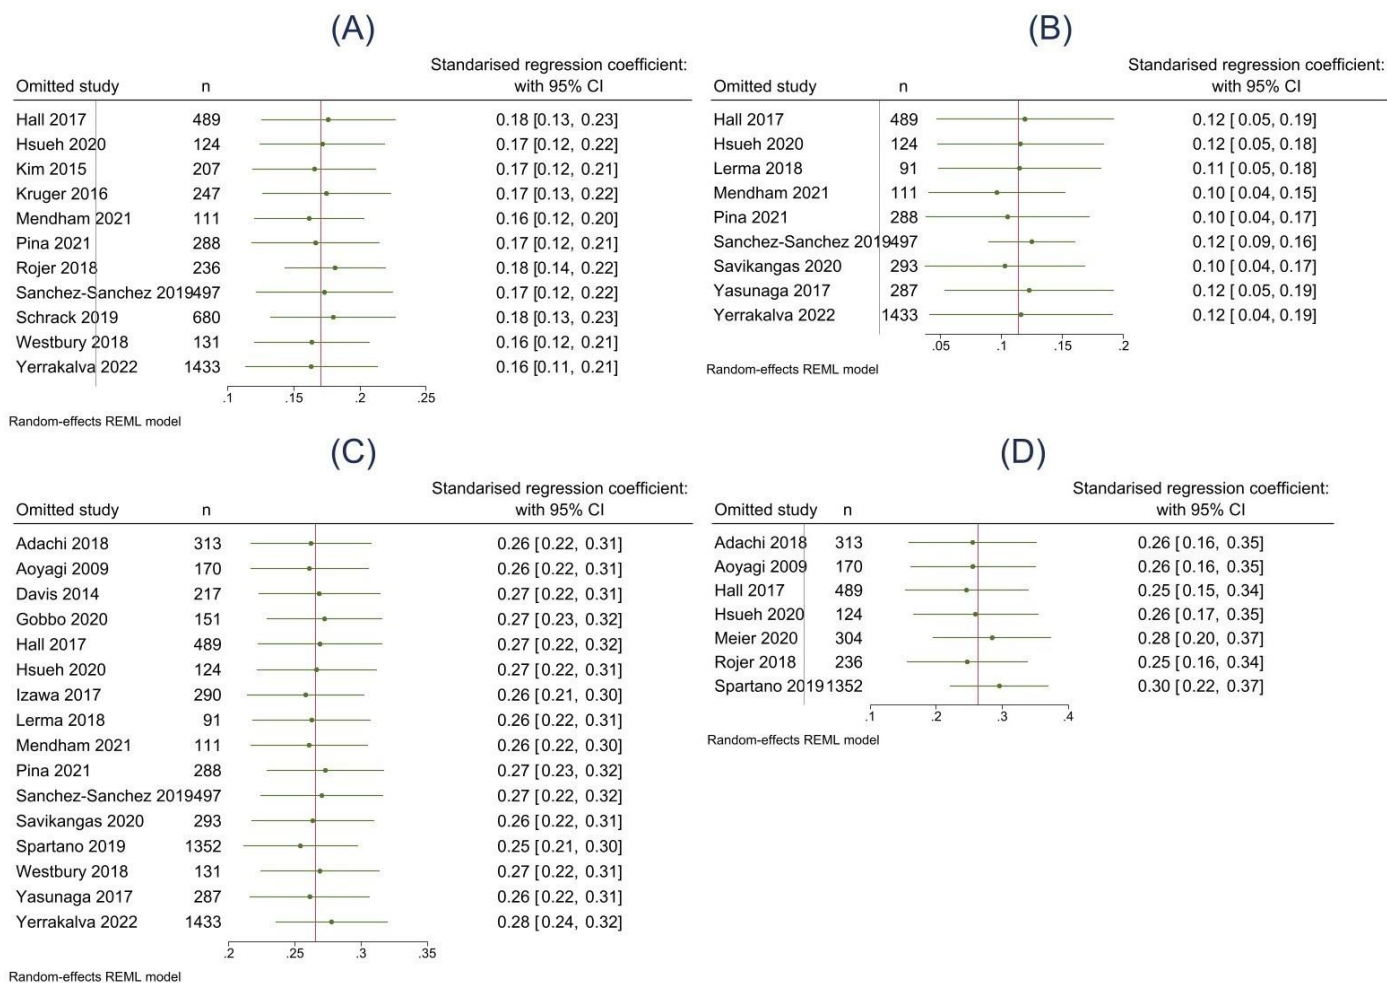 (A)
Standarised regression coefficient:
Omitted study n with 95% CI
Hall 2017 489 0.18 [0.13, 0.23]
Hsueh 2020 124 0.17 [0.12, 0.22]
Kim 2015 207 0.17 [0.12, 0.21]
Kruger 2016 247 0.17 [0.13, 0.22]
Mendham 2021 111 0.16 [0.12, 0.20]
Pina 2021 288 0.17 [0.12, 0.21]
Rojer 2018 236 0.18 [0.14, 0.22]
Sanchez-Sanchez 2019497 0.17 [0.12, 0.22]
Schrack 2019 680 0.18 [0.13, 0.23]
Westbury 2018 131 0.16 [0.12, 0.21]
Yerrakalva 2022 1433 0.16 [0.11, 0.21]
.1 .15 .2 .25
Random-effects REML model
(B)
Standarised regression coefficient:
Omitted study n with 95% CI
Hall 2017 489 0.12 [ 0.05, 0.19]
Hsueh 2020 124 0.12 [ 0.05, 0.18]
Lerma 2018 91 0.11 [ 0.05, 0.18]
Mendham 2021 111 0.10 [ 0.04, 0.15]
Pina 2021 288 0.10 [ 0.04, 0.17]
Sanchez-Sanchez 2019497 0.12 [ 0.09, 0.16]
Savikangas 2020 293 0.10 [ 0.04, 0.17]
Yasunaga 2017 287 0.12 [ 0.05, 0.19]
Yerrakalva 2022 1433 0.12 [ 0.04, 0.19]
.05 .1 .15 .2
Random-effects REML model
(C)
Standarised regression coefficient:
Omitted study n with 95% CI
Adachi 2018 313 0.26 [0.22, 0.31]
Aoyagi 2009 170 0.26 [0.22, 0.31]
Davis 2014 217 0.27 [0.22, 0.31]
Gobbo 2020 151 0.27 [0.23, 0.32]
Hall 2017 489 0.27 [0.22, 0.32]
Hsueh 2020 124 0.27 [0.22, 0.31]
Izawa 2017 290 0.26 [0.21, 0.30]
Lerma 2018 91 0.26 [0.22, 0.31]
Mendham 2021 111 0.26 [0.22, 0.30]
Pina 2021 288 0.27 [0.23, 0.32]
Sanchez-Sanchez 2019497 0.27 [0.22, 0.32]
Savikangas 2020 293 0.26 [0.22, 0.31]
Spartano 2019 1352 0.25 [0.21, 0.30]
Westbury 2018 131 0.27 [0.22, 0.31]
Yasunaga 2017 287 0.26 [0.22, 0.31]
Yerrakalva 2022 1433 0.28 [0.24, 0.32]
.2 .25 .3 .35
Random-effects REML model
(D)
Standarised regression coefficient:
Omitted study n with 95% CI
Adachi 2018 313 0.26 [0.16, 0.35]
Aoyagi 2009 170 0.26 [0.16, 0.35]
Hall 2017 489 0.25 [0.15, 0.34]
Hsueh 2020 124 0.26 [0.17, 0.35]
Meier 2020 304 0.28 [0.20, 0.37]
Rojer 2018 236 0.25 [0.16, 0.34]
Spartano 20191352 0.30 [0.22, 0.37]
.1 .2 .3 .4
Random-effects REML model